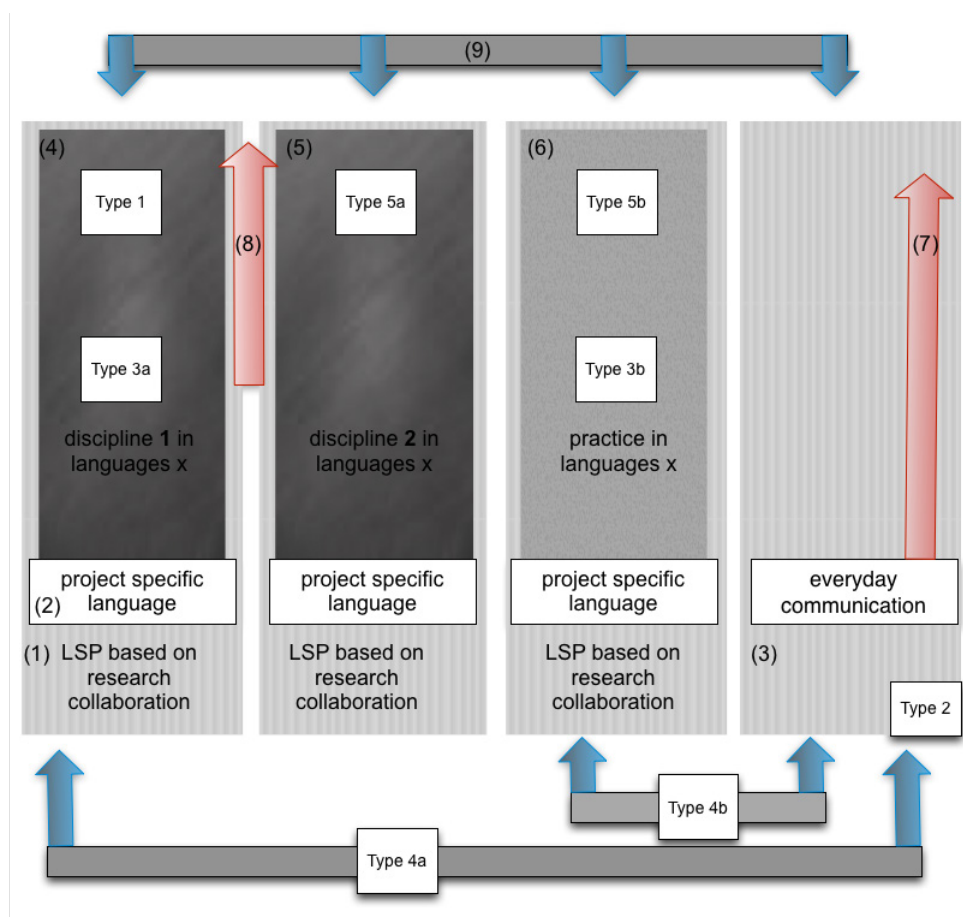 (9)
(4)
Type 1
Type 3a
discipline 1 in
languages x
(8)
(5)
Type 5a
discipline 2 in
languages x
(6)
Type 5b
Type 3b
practice in
languages x
(7)
project specific
language
(2)
project specific
language
project specific
language
everyday
communication
(1)
LSP based on
research
collaboration
LSP based on
research
collaboration
LSP based on
research
collaboration
(3)
Type 2
Type 4b
Type 4a